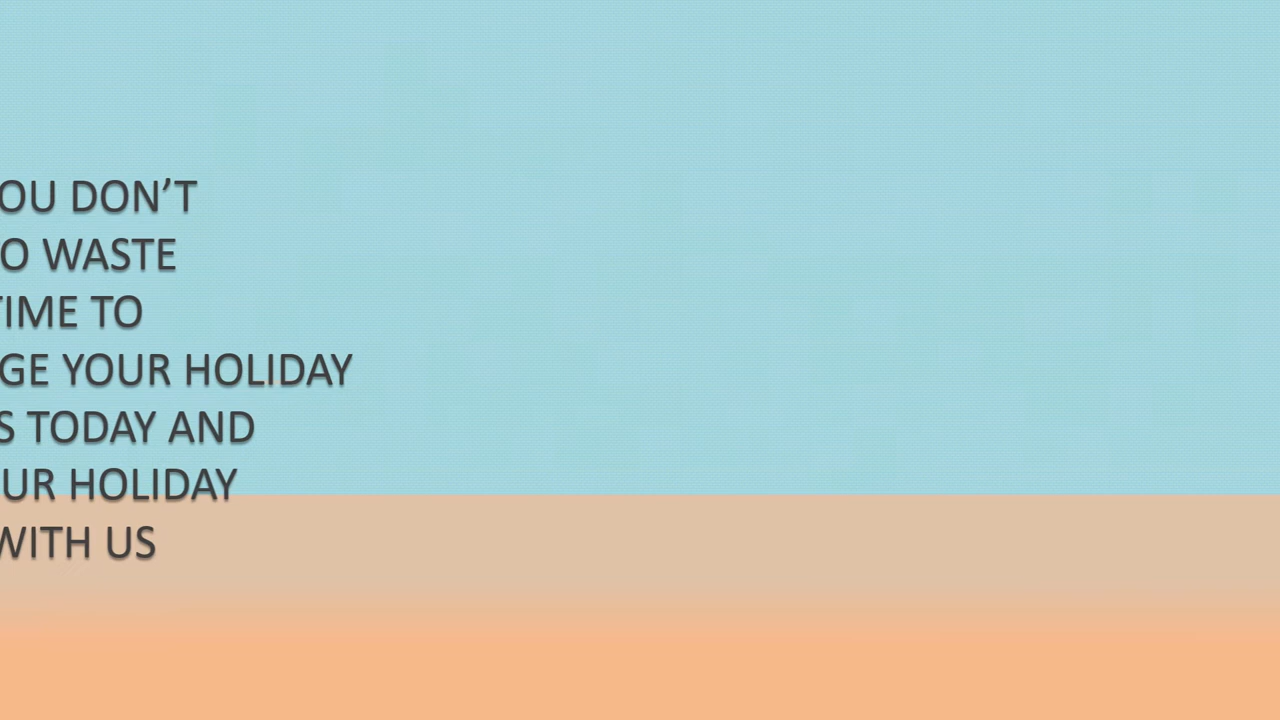 OU DON'T
O WASTE
TIME TO
GE YOUR HOLIDAY
S TODAY AND
UR HOLIDAY
WITH US